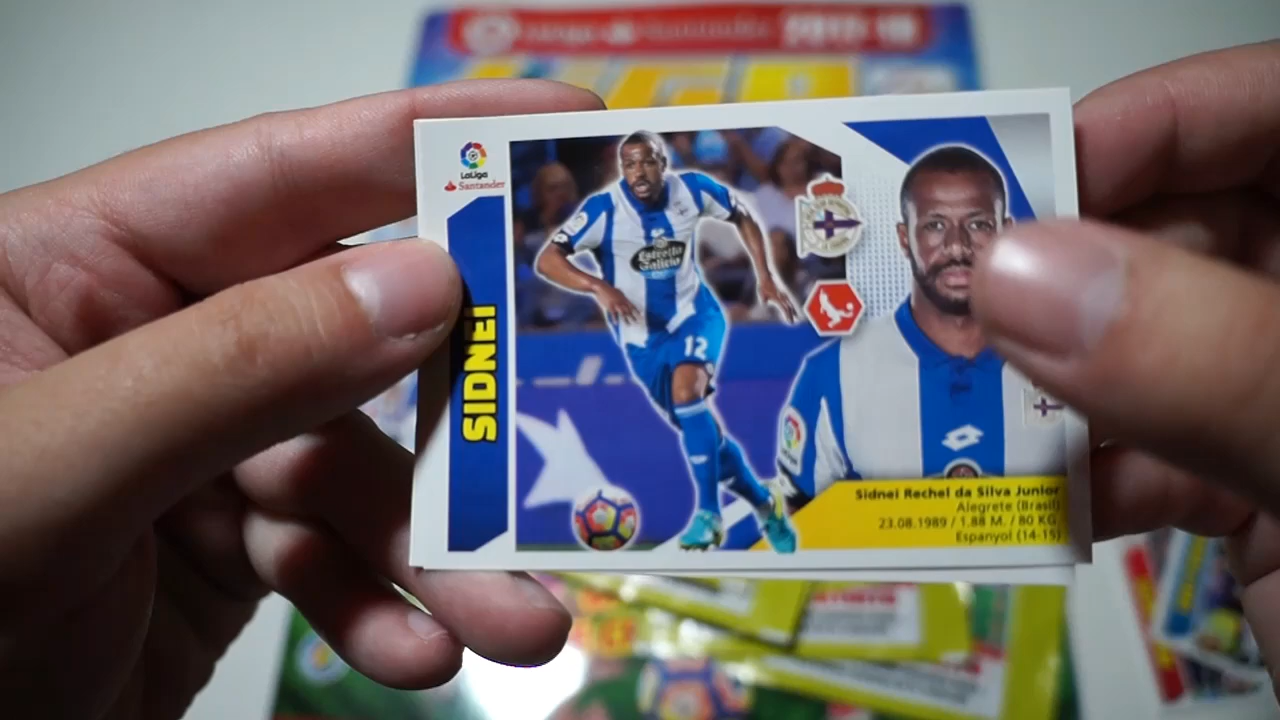 LaLiga
Santander
SIDNEI
Estrella
Galicia
12
LaLiga
Sidnei Rechel da Silva Junior
Alegrete (Brasil)
23.08.1989 / 1.88 M. / 80 KG.
Espanyol (14-15)